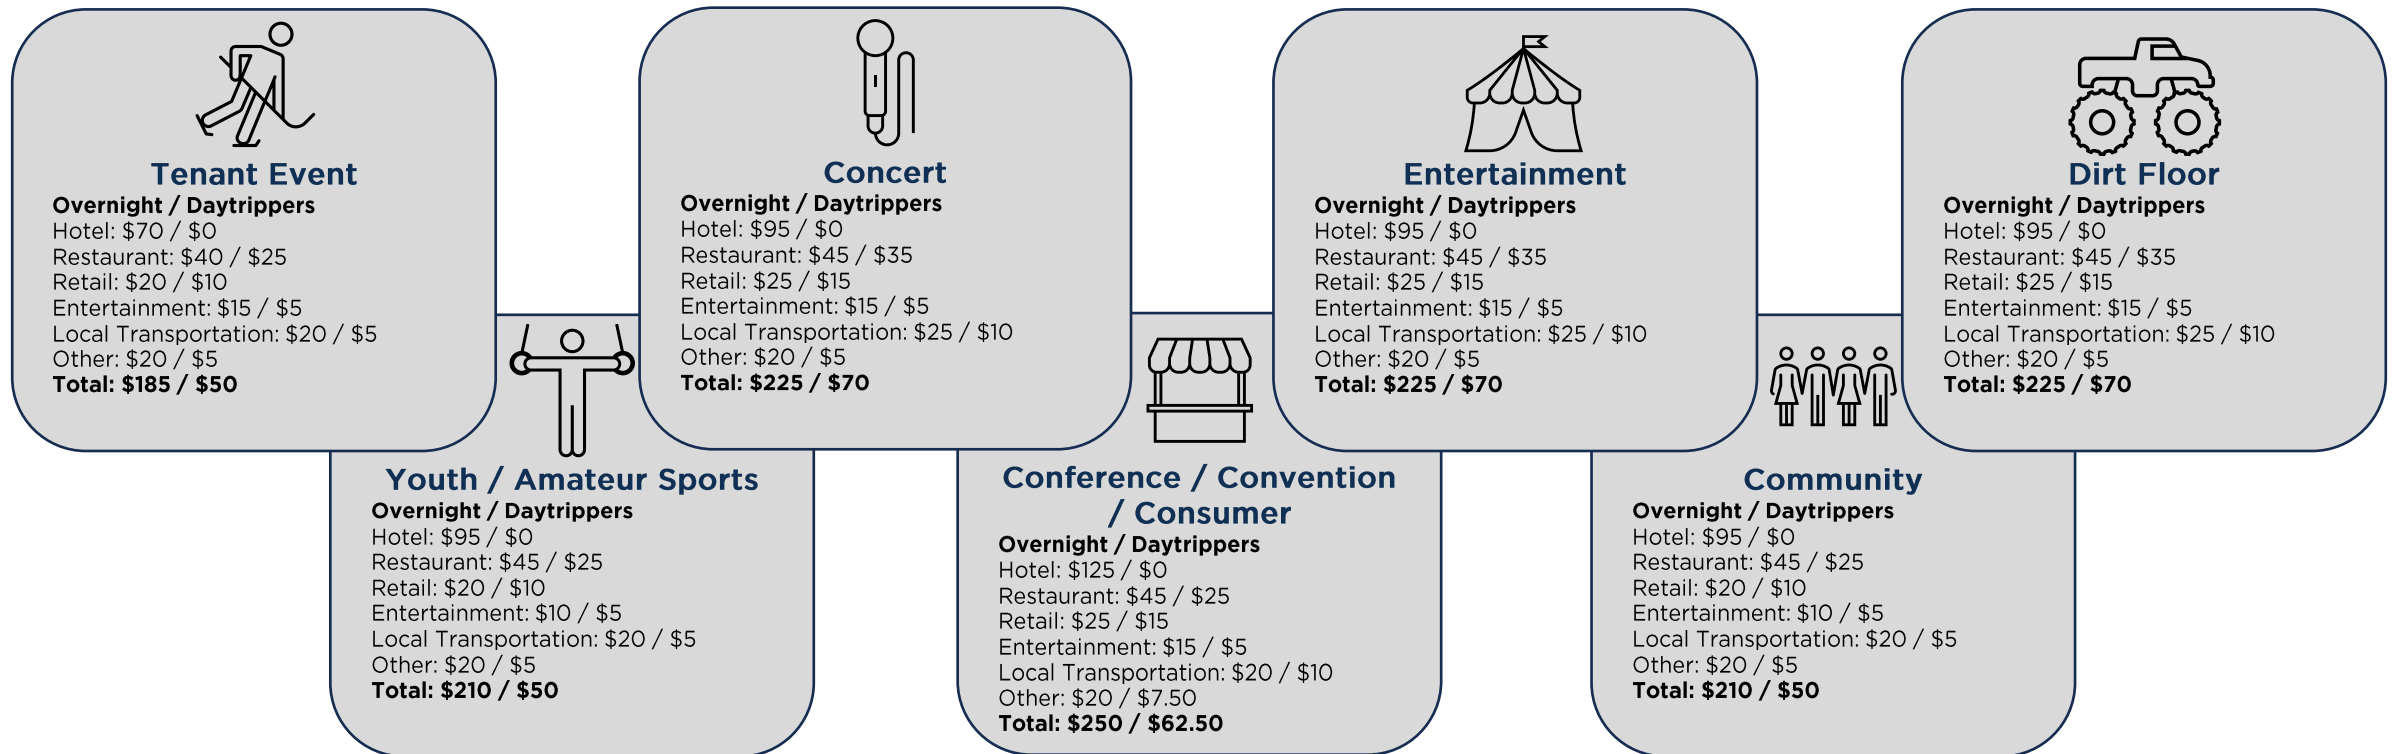 Tenant Event
Overnight / Daytrippers
Hotel: $70 / $0
Restaurant: $40 / $25
Retail: $20 / $10
Entertainment: $15 / $5
Local Transportation: $20 / $5
Other: $20 / $5
Total: $185 / $50
Concert
Overnight / Daytrippers
Hotel: $95 / $0
Restaurant: $45 / $35
Retail: $25 / $15
Entertainment: $15 / $5
Local Transportation: $25 / $10
Other: $20 / $5
Total: $225 / $70
Entertainment
Overnight / Daytrippers
Hotel: $95 / $0
Restaurant: $45 / $35
Retail: $25 / $15
Entertainment: $15 / $5
Local Transportation: $25 / $10
Other: $20 / $5
Total: $225 / $70
Dirt Floor
Overnight / Daytrippers
Hotel: $95 / $0
Restaurant: $45 / $35
Retail: $25 / $15
Entertainment: $15 / $5
Local Transportation: $25 / $10
Other: $20 / $5
Total: $225 / $70
Youth / Amateur Sports
Overnight / Daytrippers
Hotel: $95 / $0
Restaurant: $45 / $25
Retail: $20 / $10
Entertainment: $10 / $5
Local Transportation: $20 / $5
Other: $20 / $5
Total: $210 / $50
Conference / Convention
/ Consumer
Overnight / Daytrippers
Hotel: $125 / $0
Restaurant: $45 / $25
Retail: $25 / $15
Entertainment: $15 / $5
Local Transportation: $20 / $10
Other: $20 / $7.50
Total: $250 / $62.50
Community
Overnight / Daytrippers
Hotel: $95 / $0
Restaurant: $45 / $25
Retail: $20 / $10
Entertainment: $10 / $5
Local Transportation: $20 / $5
Other: $20 / $5
Total: $210 / $50